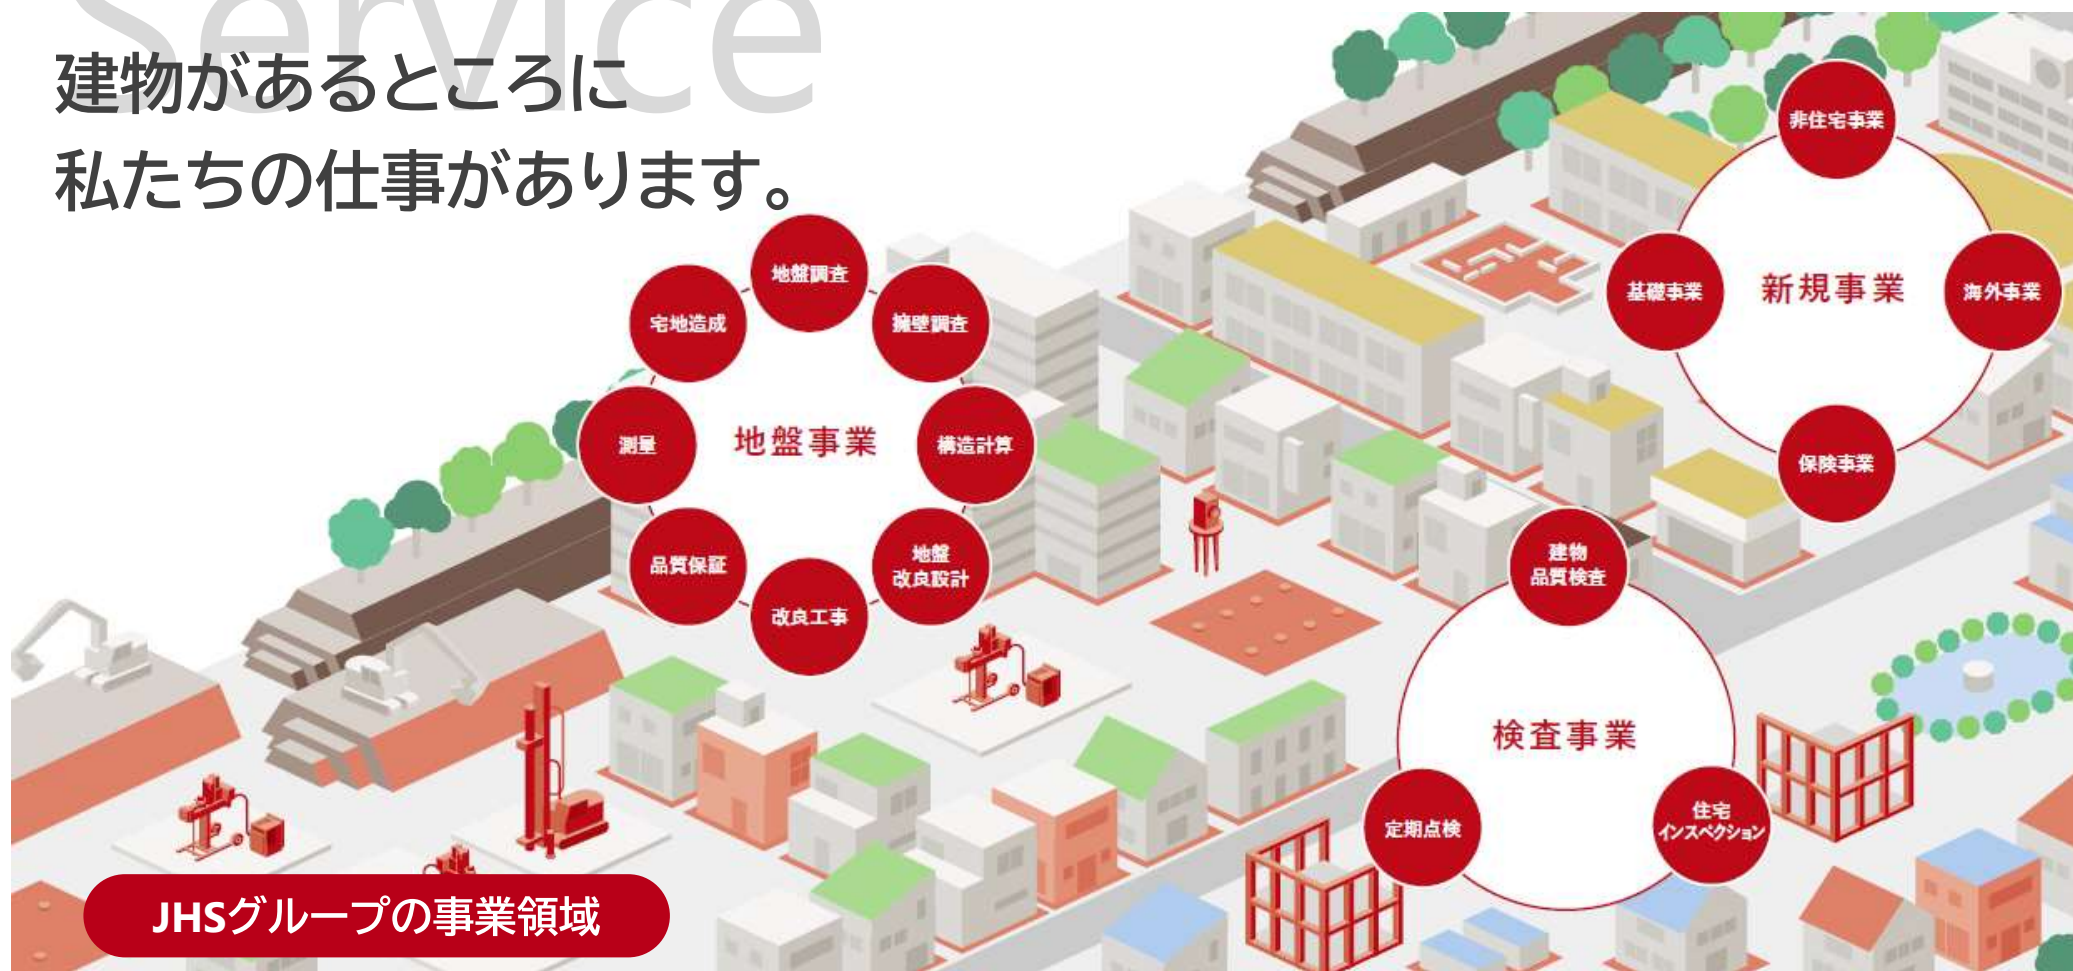 Service
建物があるところに
私たちの仕事があります。
地盤調査
擁壁調査
構造計算
地盤
改良設計
改良工事
品質保証
測量
宅地造成
地盤事業
非住宅事業
海外事業
保険事業
基礎事業
新規事業
建物
品質検査
住宅
インスペクション
定期点検
検査事業
JHSグループの事業領域